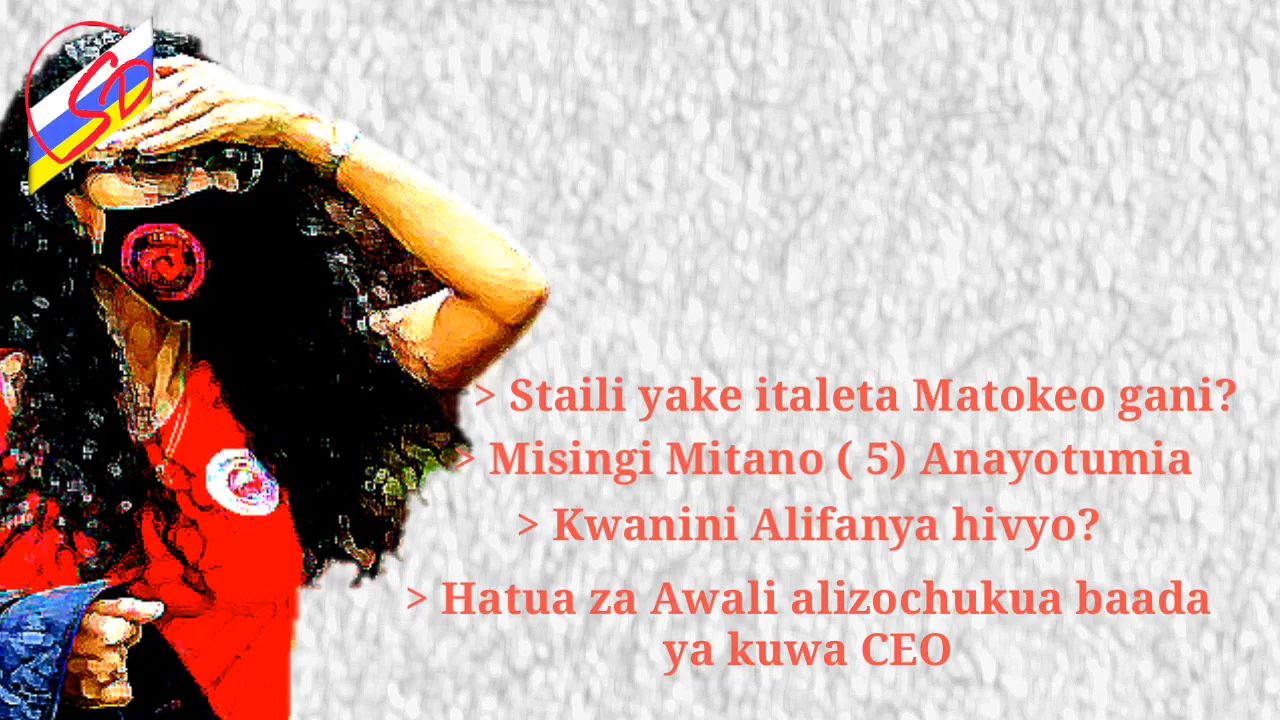 SD
> Staili yake italeta Matokeo gani?
> Misingi Mitano ( 5) Anayotumia
> Kwanini Alifanya hivyo?
> Hatua za Awali alizochukua baada
ya kuwa CEO